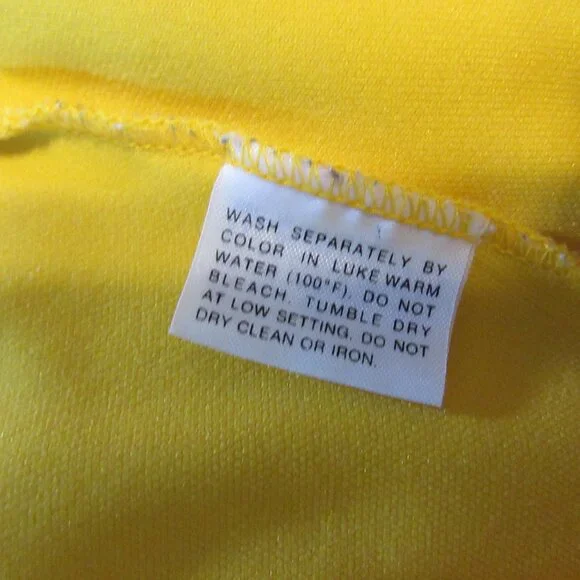 WASH SEPARATELY BY
COLOR IN LUKE WARM
WATER (100°F). DO NOT
BLEACH. TUMBLE DRY
AT LOW SETTING. DO NOT
DRY CLEAN OR IRON.